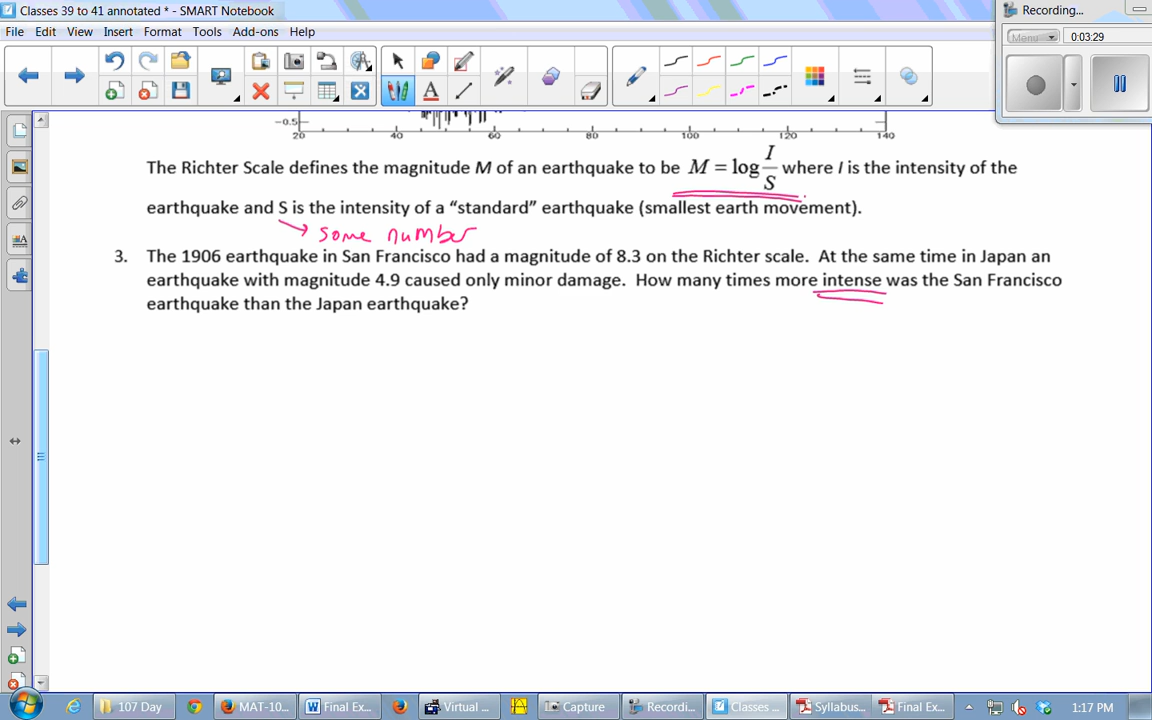 Classes 39 to 41 annotated * - SMART Notebook
Recording...
File Edit View Insert Format Tools Add-ons Help
Menu
0:03:29
-0.5
20 40 60 80 100 120 140
The Richter Scale defines the magnitude M of an earthquake to be M = log I/S where I is the intensity of the
earthquake and S is the intensity of a “standard” earthquake (smallest earth movement).
some number
3. The 1906 earthquake in San Francisco had a magnitude of 8.3 on the Richter scale. At the same time in Japan an
earthquake with magnitude 4.9 caused only minor damage. How many times more intense was the San Francisco
earthquake than the Japan earthquake?
107 Day
MAT-10...
Final Ex...
Virtual ...
Capture
Recordi...
Classes ...
Syllabus...
Final Ex...
1:17 PM